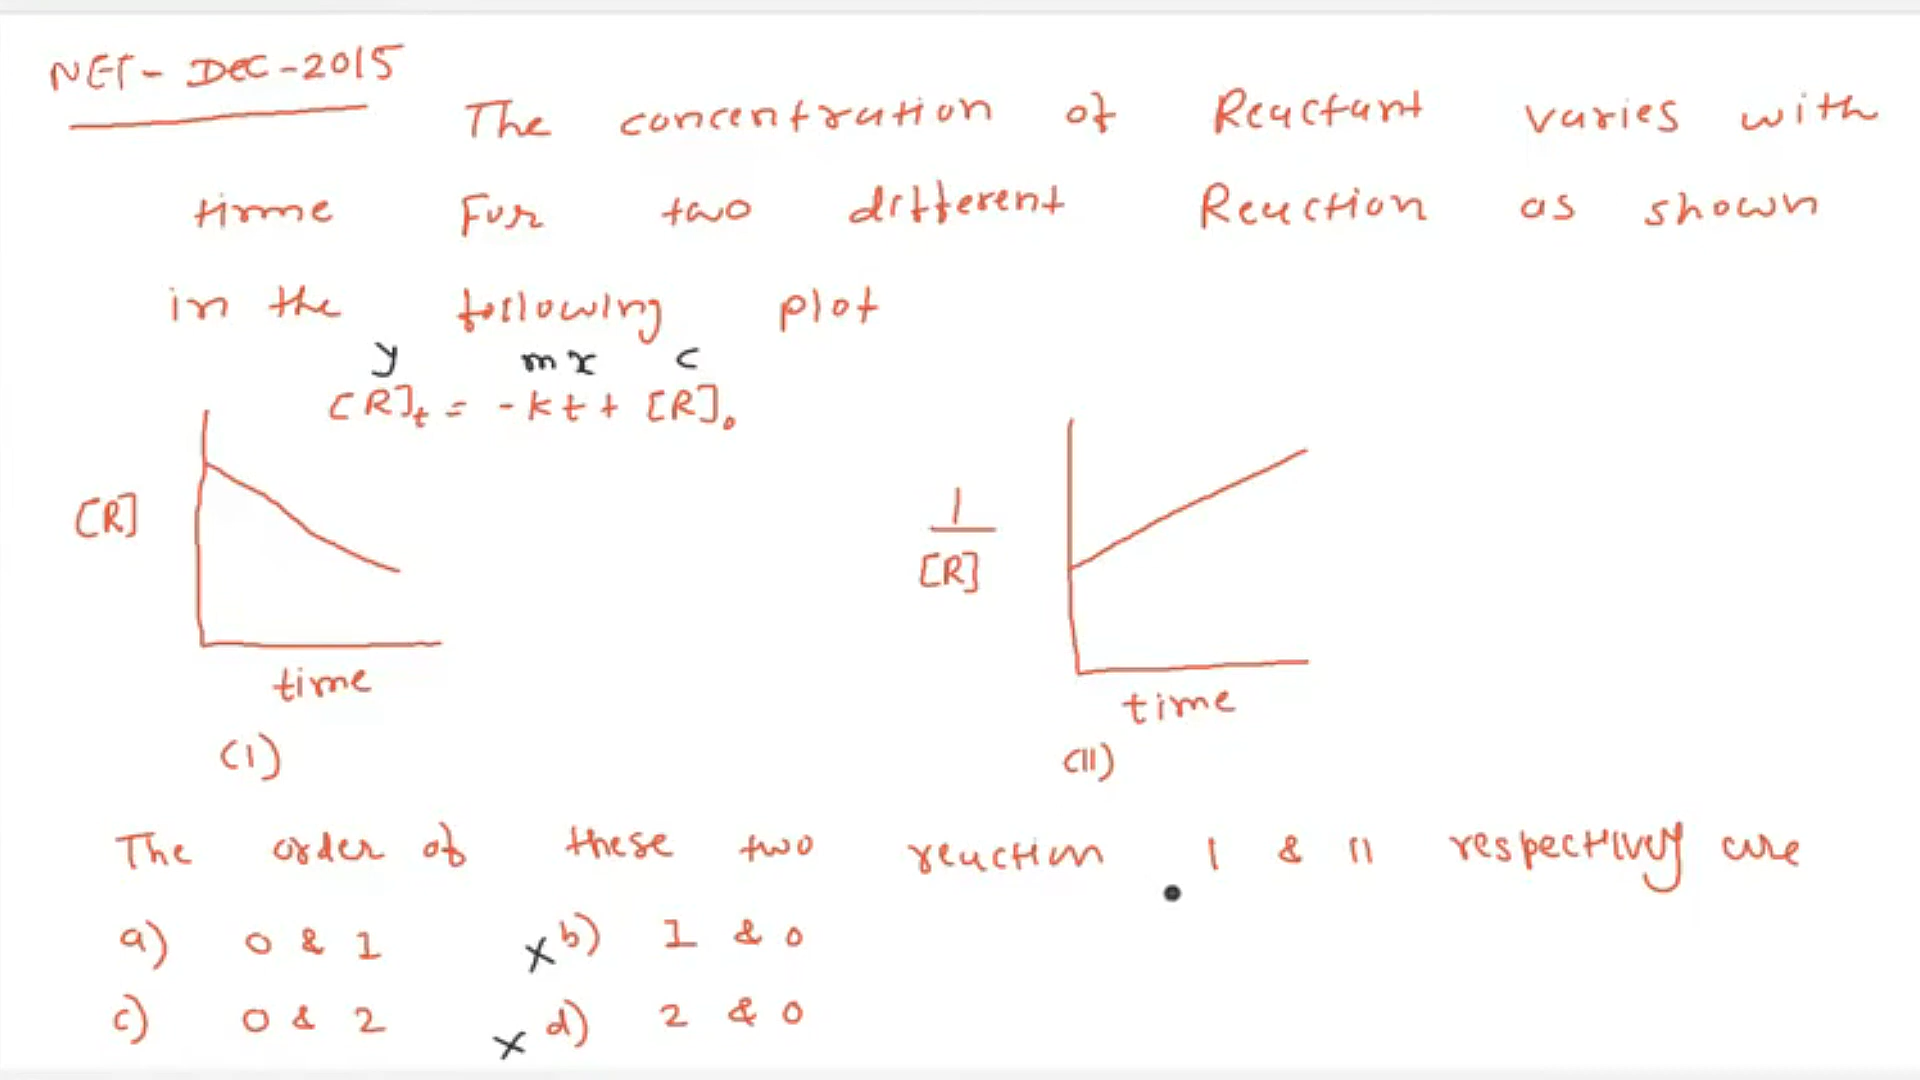 NET - DEC - 2015
The concentration of Reactant varies with
time For two different Reaction as shown
in the following plot
y mx c
[R]t = -kt + [R]₀
[R]
time
(I)
1
[R]
time
(II)
The order of these two reaction I & II respectively are
a) 0 & 1 x b) 1 & 0
c) 0 & 2 x d) 2 & 0